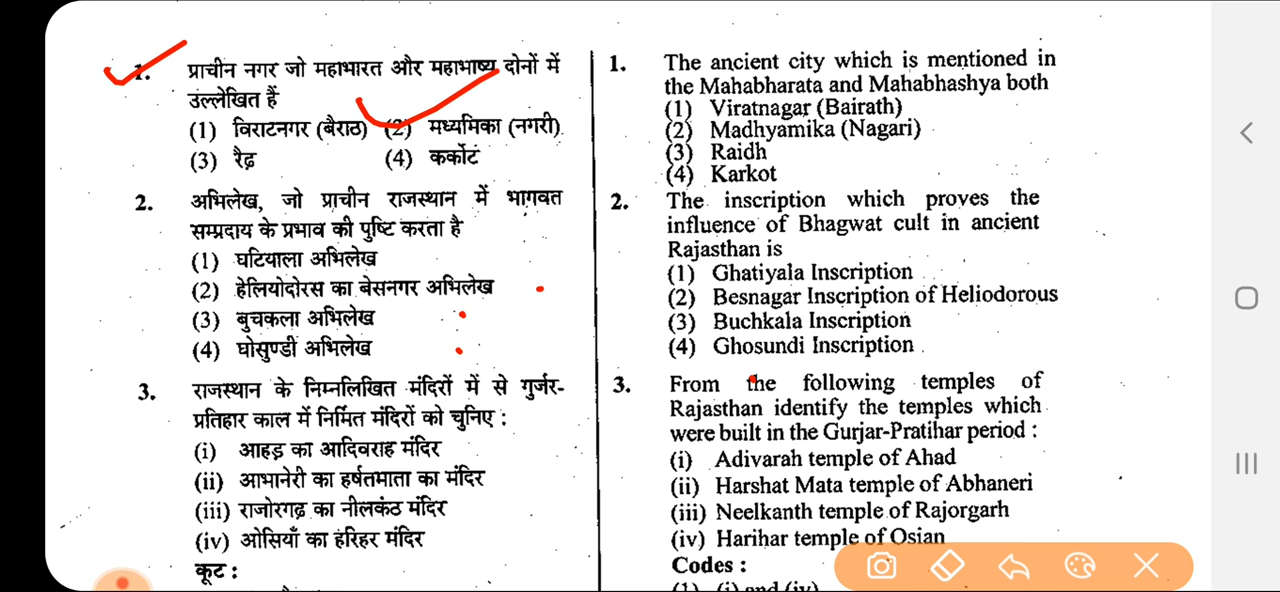 1. प्राचीन नगर जो महाभारत और महाभाष्य दोनों में
उल्लेखित हैं
(1) विराटनगर (बैराठ) (2) मध्यमिका (नगरी)
(3) रैढ़ (4) कर्कोट
2. अभिलेख, जो प्राचीन राजस्थान में भागवत
सम्प्रदाय के प्रभाव की पुष्टि करता है
(1) घटियाला अभिलेख
(2) हेलियोदोरस का बेसनगर अभिलेख
(3) बुचकला अभिलेख
(4) घोसुण्डी अभिलेख
3. राजस्थान के निम्नलिखित मंदिरों में से गुर्जर-
प्रतिहार काल में निर्मित मंदिरों को चुनिए :
(i) आहड़ का आदिवराह मंदिर
(ii) आभानेरी का हर्षतमाता का मंदिर
(iii) राजोरगढ़ का नीलकंठ मंदिर
(iv) ओसियाँ का हरिहर मंदिर
कूट :
1. The ancient city which is mentioned in
the Mahabharata and Mahabhashya both
(1) Viratnagar (Bairath)
(2) Madhyamika (Nagari)
(3) Raidh
(4) Karkot
2. The inscription which proves the
influence of Bhagwat cult in ancient
Rajasthan is
(1) Ghatiyala Inscription
(2) Besnagar Inscription of Heliodorous
(3) Buchkala Inscription
(4) Ghosundi Inscription
3. From the following temples of
Rajasthan identify the temples which
were built in the Gurjar-Pratihar period :
(i) Adivarah temple of Ahad
(ii) Harshat Mata temple of Abhaneri
(iii) Neelkanth temple of Rajorgarh
(iv) Harihar temple of Osian
Codes :
(1) (i) and (iv)